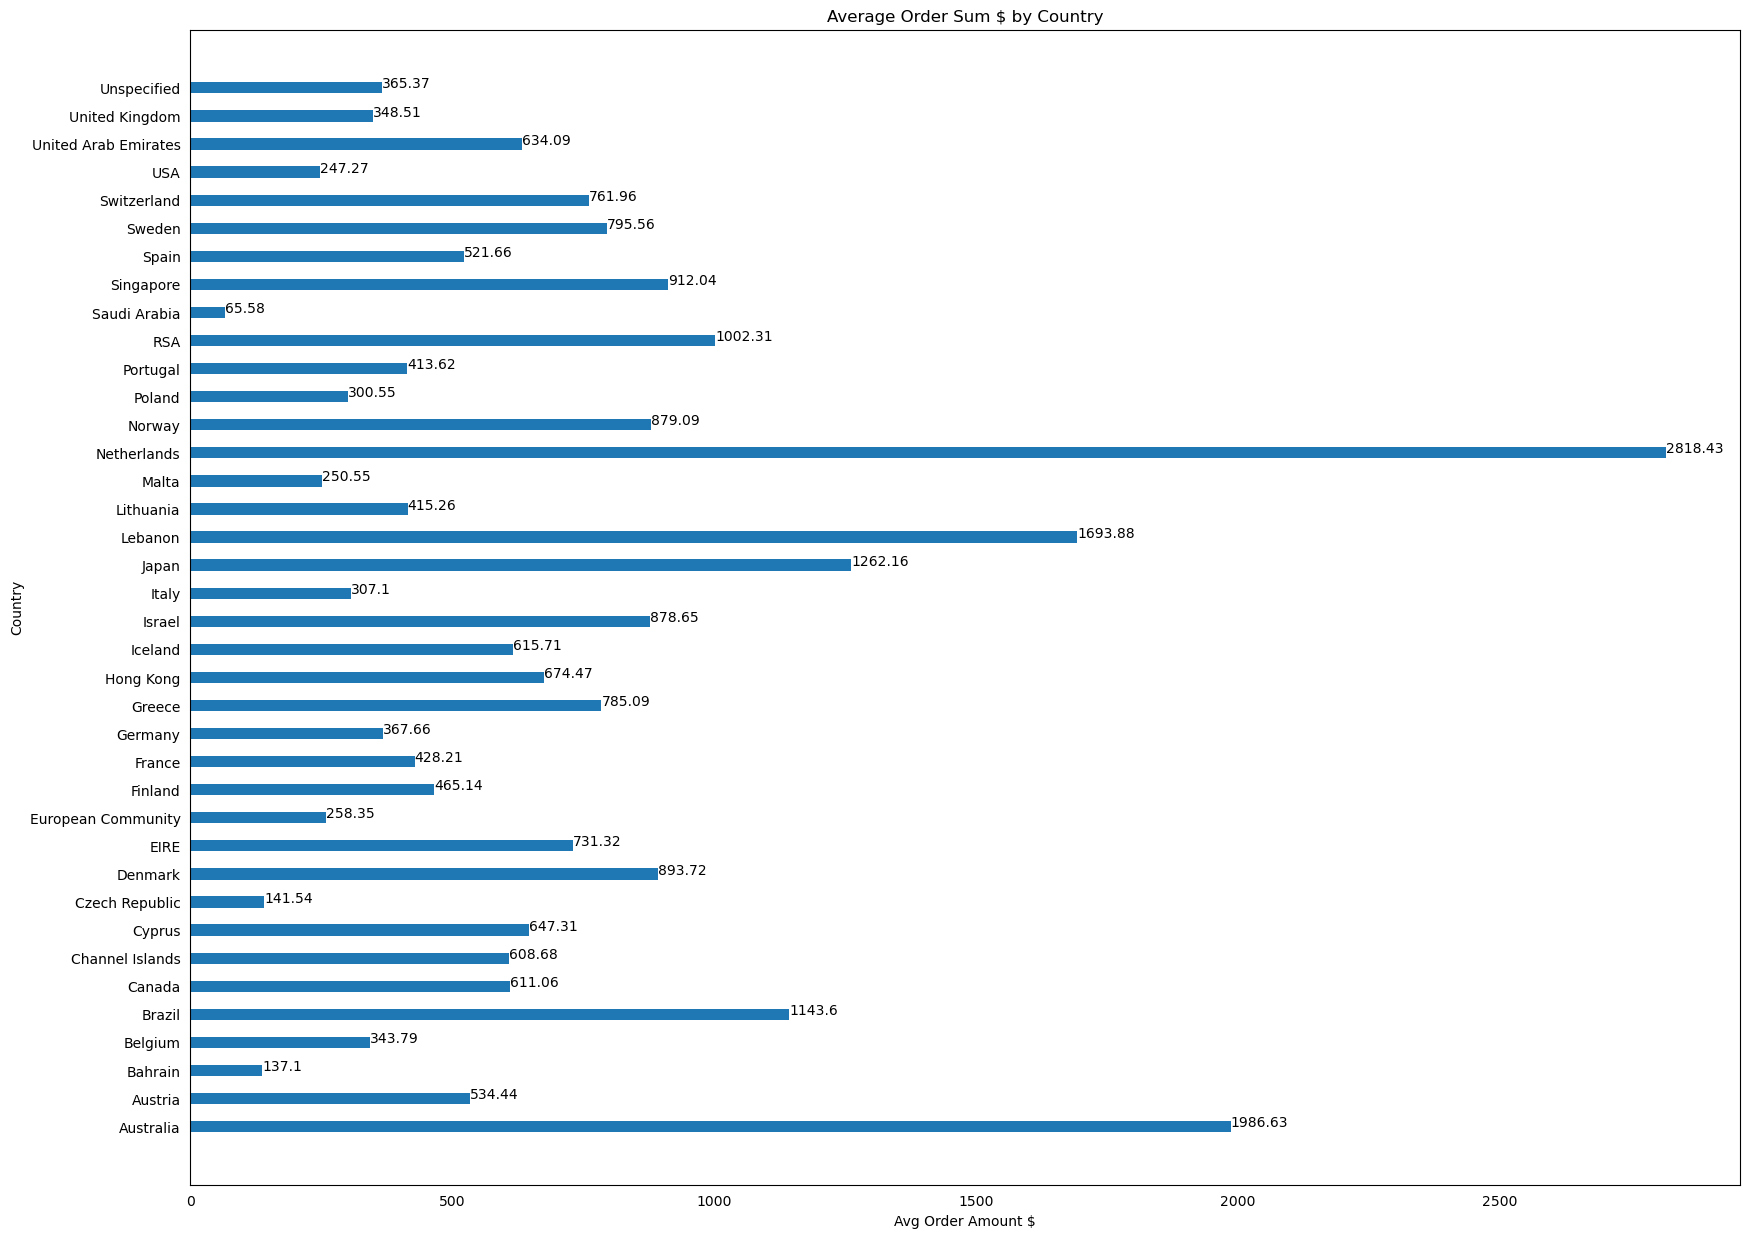 Average Order Sum $ by Country
Unspecified 365.37
United Kingdom 348.51
United Arab Emirates 634.09
USA 247.27
Switzerland 761.96
Sweden 795.56
Spain 521.66
Singapore 912.04
Saudi Arabia 65.58
RSA 1002.31
Portugal 413.62
Poland 300.55
Norway 879.09
Netherlands 2818.43
Malta 250.55
Lithuania 415.26
Lebanon 1693.88
Japan 1262.16
Italy 307.1
Israel 878.65
Iceland 615.71
Hong Kong 674.47
Greece 785.09
Germany 367.66
France 428.21
Finland 465.14
European Community 258.35
EIRE 731.32
Denmark 893.72
Czech Republic 141.54
Cyprus 647.31
Channel Islands 608.68
Canada 611.06
Brazil 1143.6
Belgium 343.79
Bahrain 137.1
Austria 534.44
Australia 1986.63
Country
0 500 1000 1500 2000 2500
Avg Order Amount $